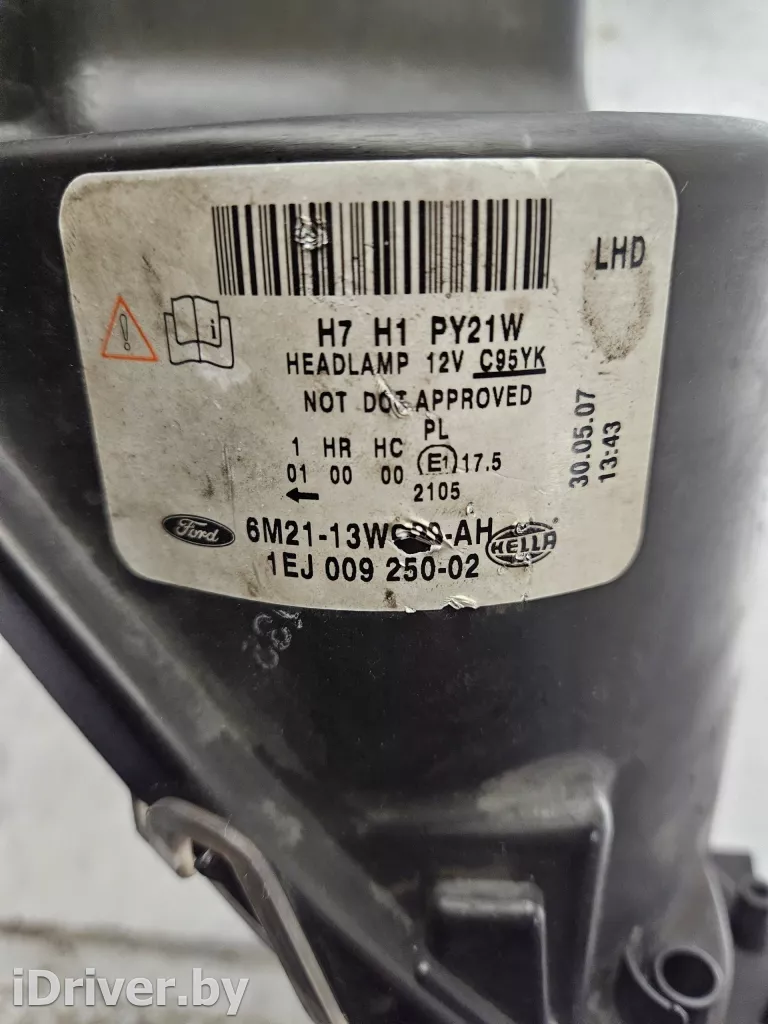 LHD
H7 H1 PY21W
HEADLAMP 12V C95YK
NOT DOT APPROVED
PL
1 HR HC
01 00 00 E1 17.5
2105
30.05.07
13:43
Ford
HELLA
1EJ 009 250-02
iDriver.by